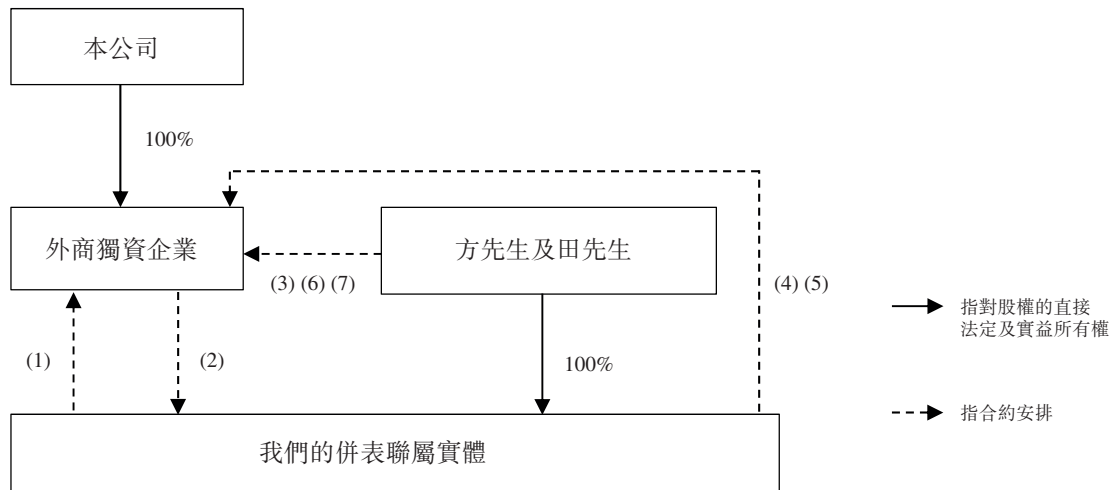 本公司
100%
外商獨資企業
方先生及田先生
(3) (6) (7)
(4) (5)
指對股權的直接
法定及實益所有權
(1)
(2)
100%
指合約安排
我們的併表聯屬實體